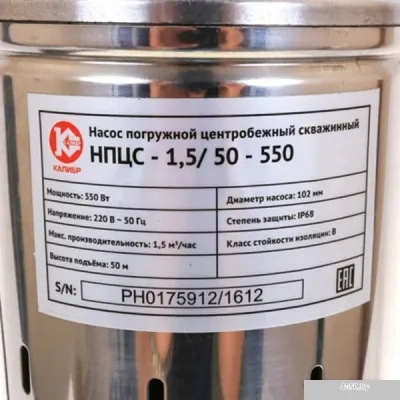 Насос погружной центробежный скважинный
НПЦС - 1,5/ 50 - 550
КАЛИБР
Мощность: 550 Вт
Напряжение: 220 В ~ 50 Гц
Макс. производительность: 1,5 м³/час
Высота подъёма: 50 м
Диаметр насоса: 102 мм
Степень защиты: IP68
Класс стойкости изоляции: В
S/N: PH0175912/1612
EAC